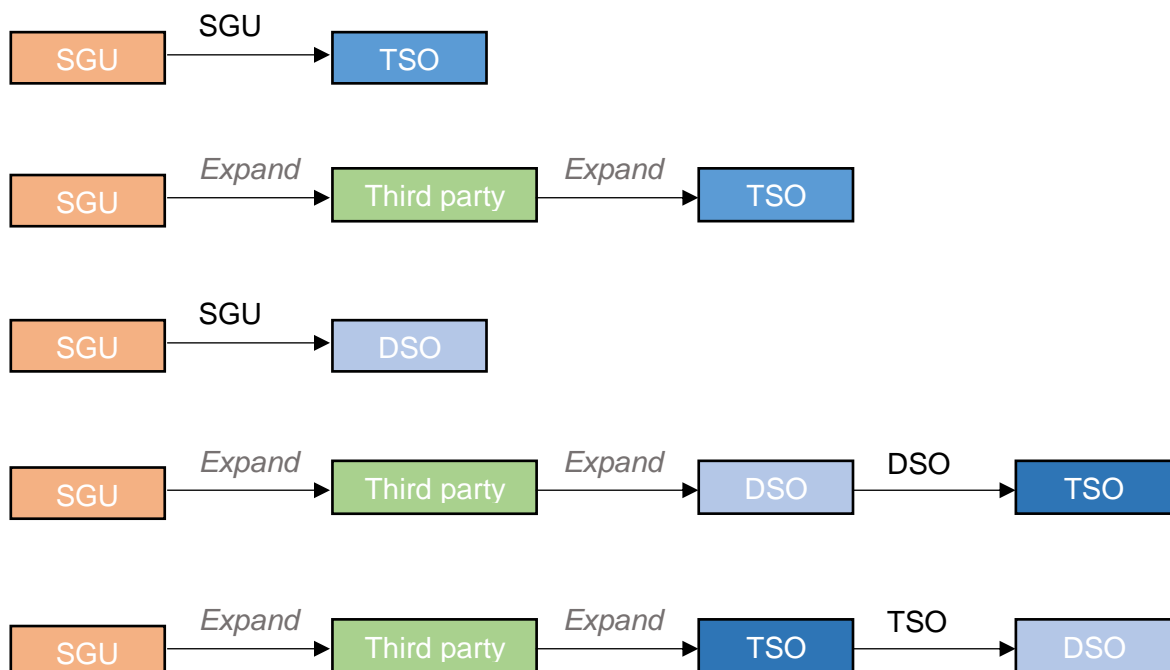 SGU
SGU TSO
Expand Expand
SGU Third party TSO
SGU
SGU DSO
Expand Expand DSO
SGU Third party DSO TSO
Expand Expand TSO
SGU Third party TSO DSO